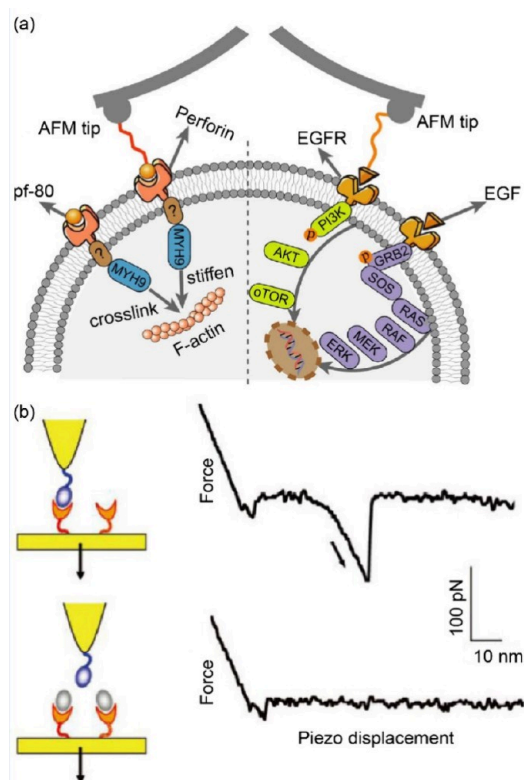 (a)
AFM tip
Perforin
pf-80
?
MYH9
?
MYH9
stiffen
crosslink
F-actin
EGFR
AFM tip
EGF
PI3K
p
AKT
oTOR
p
GRB2
SOS
RAS
RAF
MEK
ERK
(b)
Force
100 pN
10 nm
Force
Piezo displacement